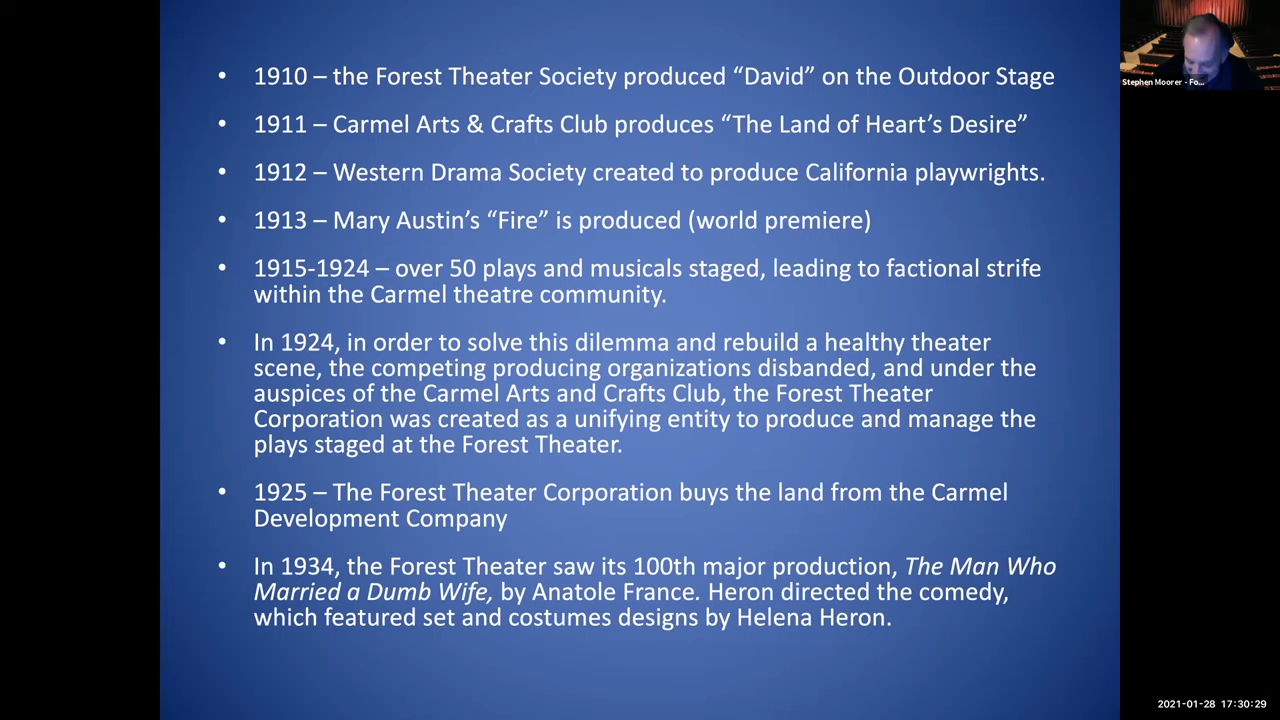 • 1910 – the Forest Theater Society produced “David” on the Outdoor Stage
• 1911 – Carmel Arts & Crafts Club produces “The Land of Heart’s Desire”
• 1912 – Western Drama Society created to produce California playwrights.
• 1913 – Mary Austin’s “Fire” is produced (world premiere)
• 1915-1924 – over 50 plays and musicals staged, leading to factional strife
within the Carmel theatre community.
• In 1924, in order to solve this dilemma and rebuild a healthy theater
scene, the competing producing organizations disbanded, and under the
auspices of the Carmel Arts and Crafts Club, the Forest Theater
Corporation was created as a unifying entity to produce and manage the
plays staged at the Forest Theater.
• 1925 – The Forest Theater Corporation buys the land from the Carmel
Development Company
• In 1934, the Forest Theater saw its 100th major production, The Man Who
Married a Dumb Wife, by Anatole France. Heron directed the comedy,
which featured set and costumes designs by Helena Heron.
Stephen Moorer - Fo...
2021-01-28 17:30:29